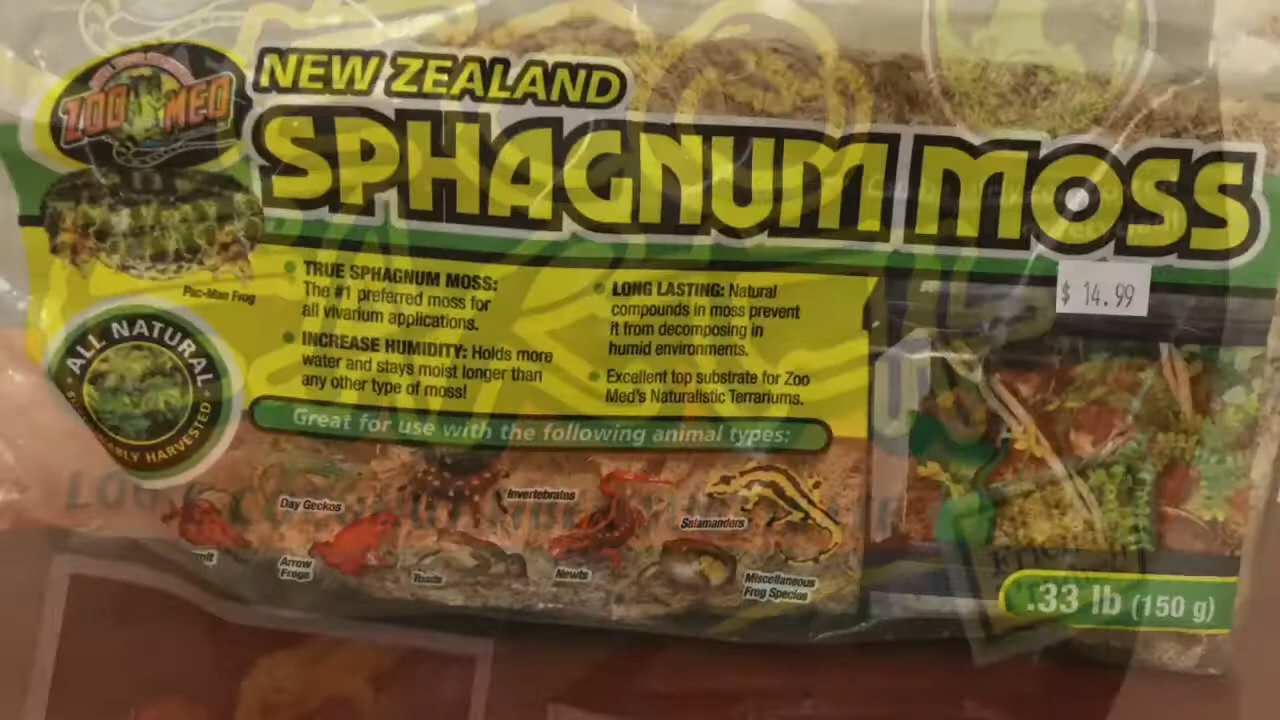 ZOO MED
NEW ZEALAND
SPHAGNUM MOSS
$ 14.99
Pac-Man Frog
TRUE SPHAGNUM MOSS:
The #1 preferred moss for
all vivarium applications.
INCREASE HUMIDITY: Holds more
water and stays moist longer than
any other type of moss!
LONG LASTING: Natural
compounds in moss prevent
it from decomposing in
humid environments.
Excellent top substrate for Zoo
Med's Naturalistic Terrariums.
ALL NATURAL
HARVESTED
Great for use with the following animal types:
Day Geckos
Invertebrates
Salamanders
Arrow
Frogs
Toads
Newts
Miscellaneous
Frog Species
.33 lb (150 g)